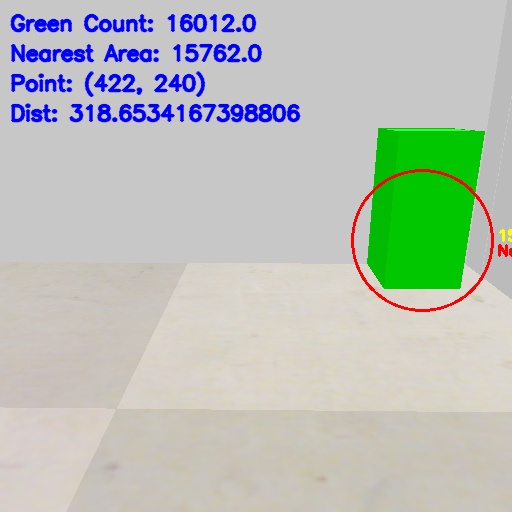 Green Count: 16012.0
Nearest Area: 15762.0
Point: (422, 240)
Dist: 318.6534167398806